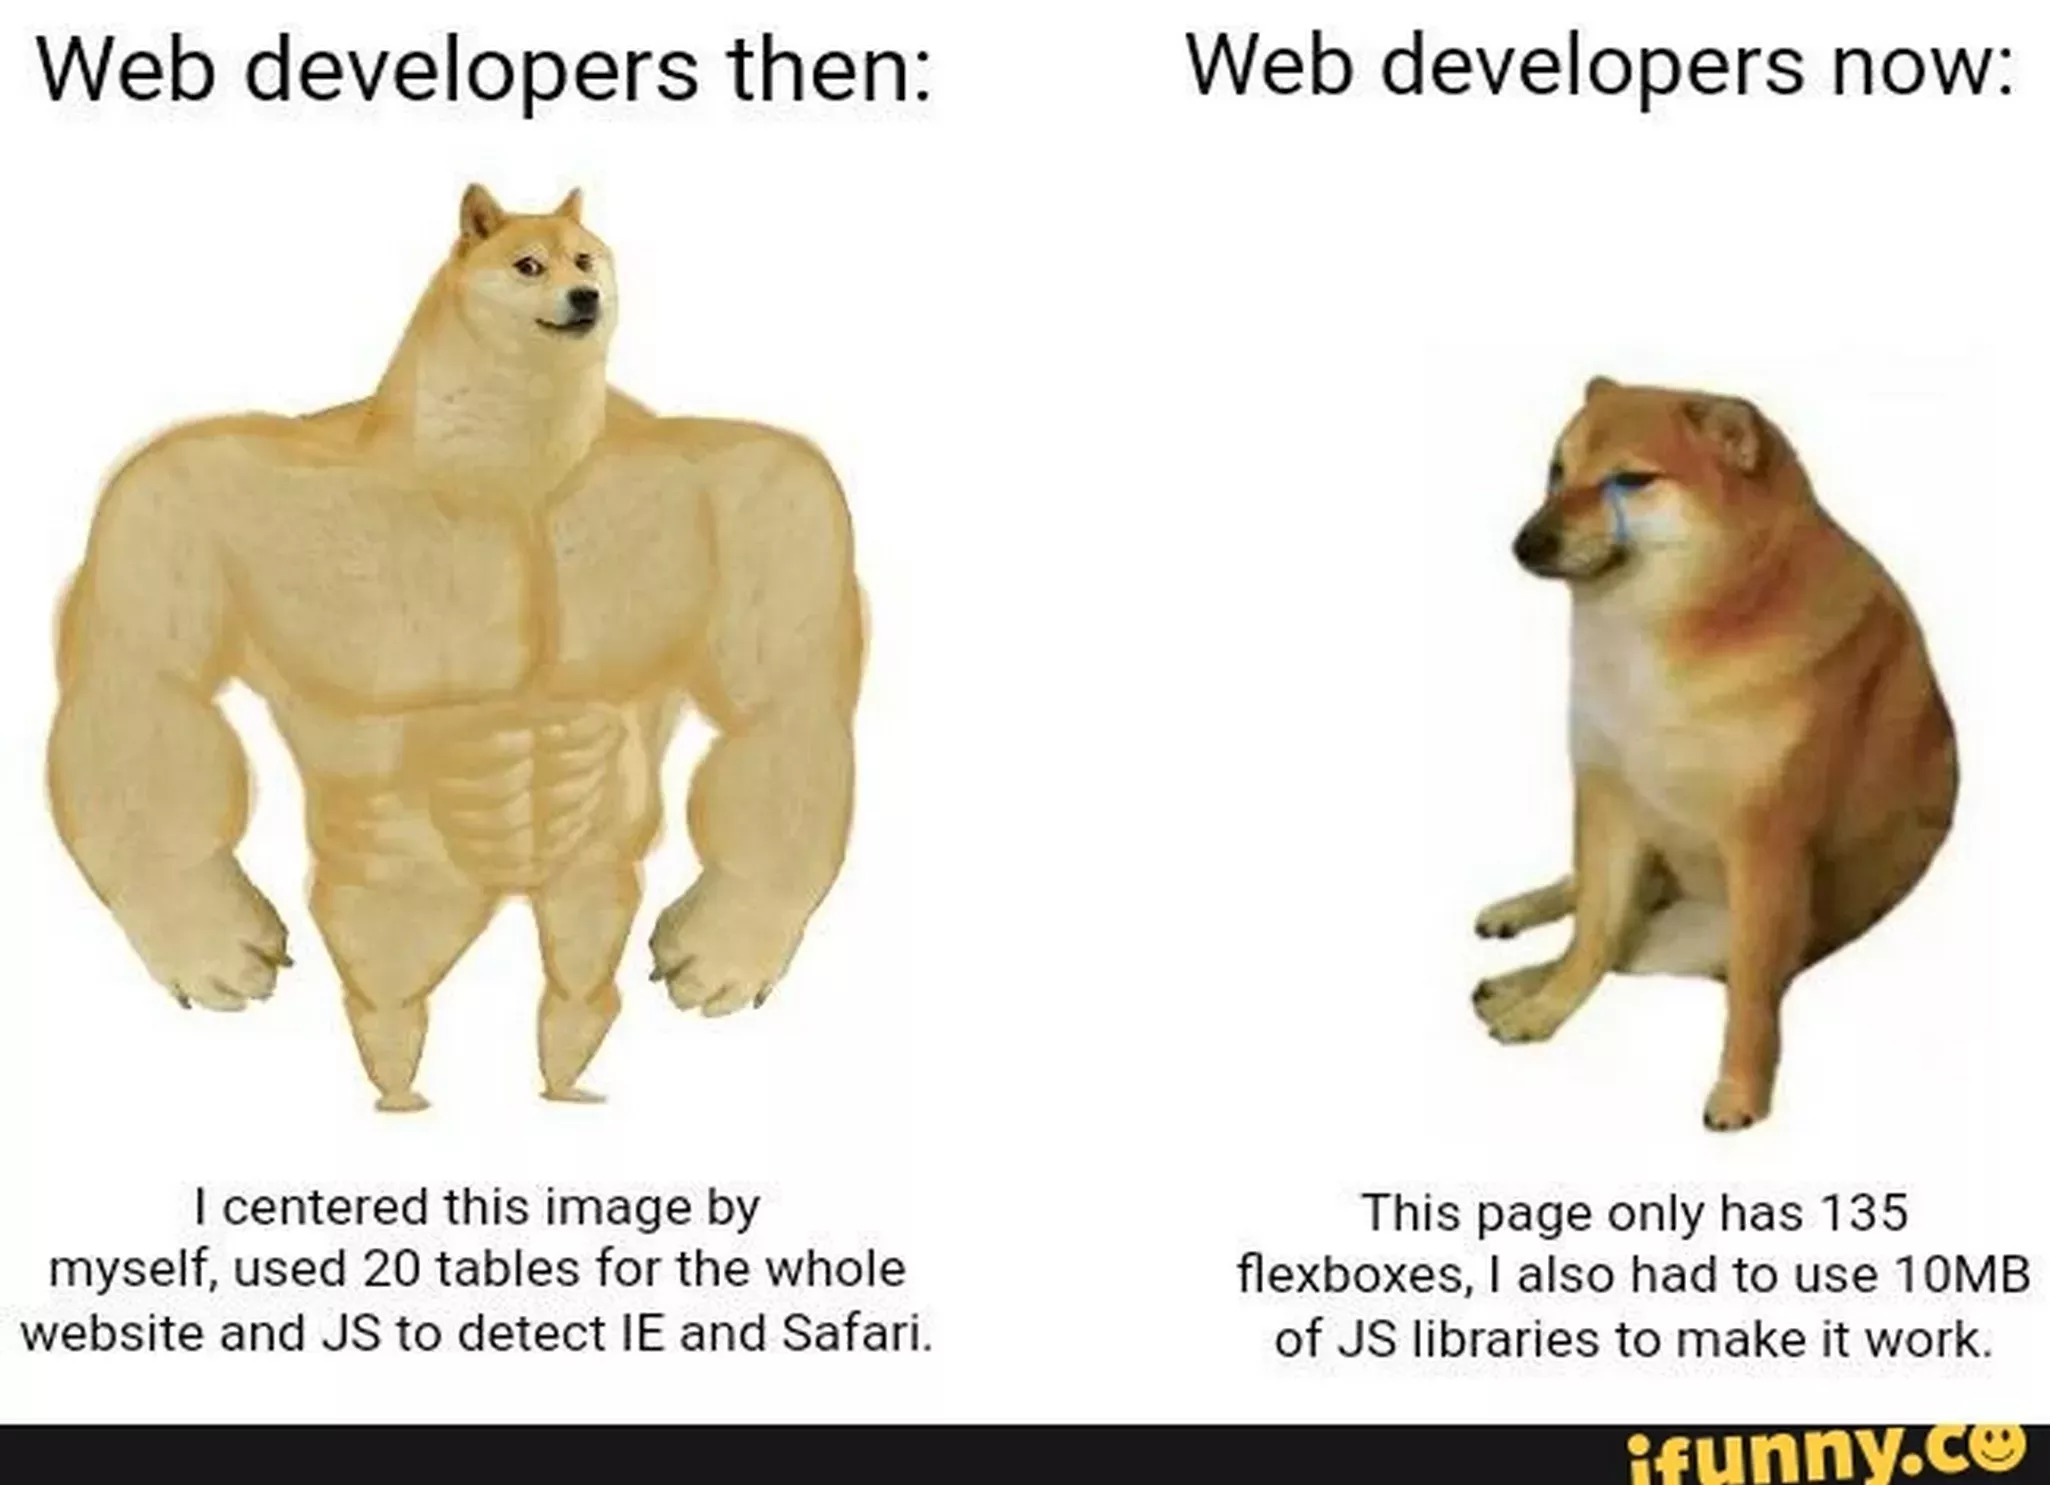 Web developers then:
Web developers now:
I centered this image by
myself, used 20 tables for the whole
website and JS to detect IE and Safari.
This page only has 135
flexboxes, I also had to use 10MB
of JS libraries to make it work.
ifunny.co